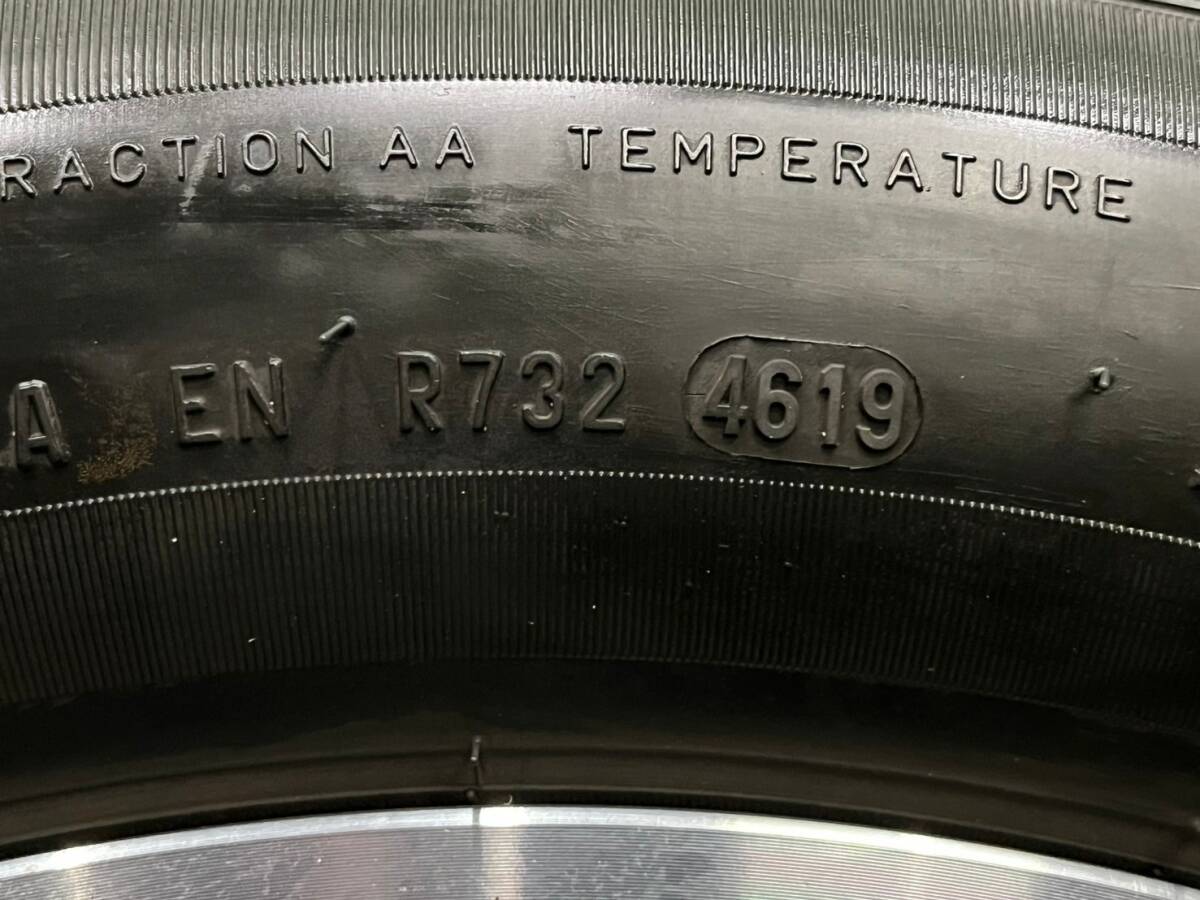 RACTION AA TEMPERATURE
A EN R732 4619